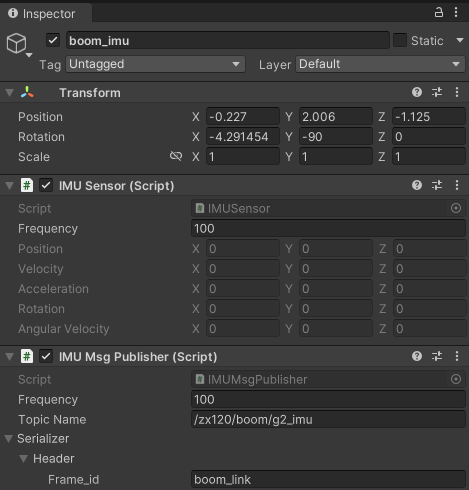 Inspector
boom_imu Static
Tag Untagged Layer Default
Transform
Position X -0.227 Y 2.006 Z -1.125
Rotation X -4.291454 Y -90 Z 0
Scale X 1 Y 1 Z 1
# IMU Sensor (Script)
Script # IMUSensor
Frequency 100
Position X 0 Y 0 Z 0
Velocity X 0 Y 0 Z 0
Acceleration X 0 Y 0 Z 0
Rotation X 0 Y 0 Z 0
Angular Velocity X 0 Y 0 Z 0
# IMU Msg Publisher (Script)
Script # IMUMsgPublisher
Frequency 100
Topic Name /zx120/boom/g2_imu
Serializer
Header
Frame_id boom_link